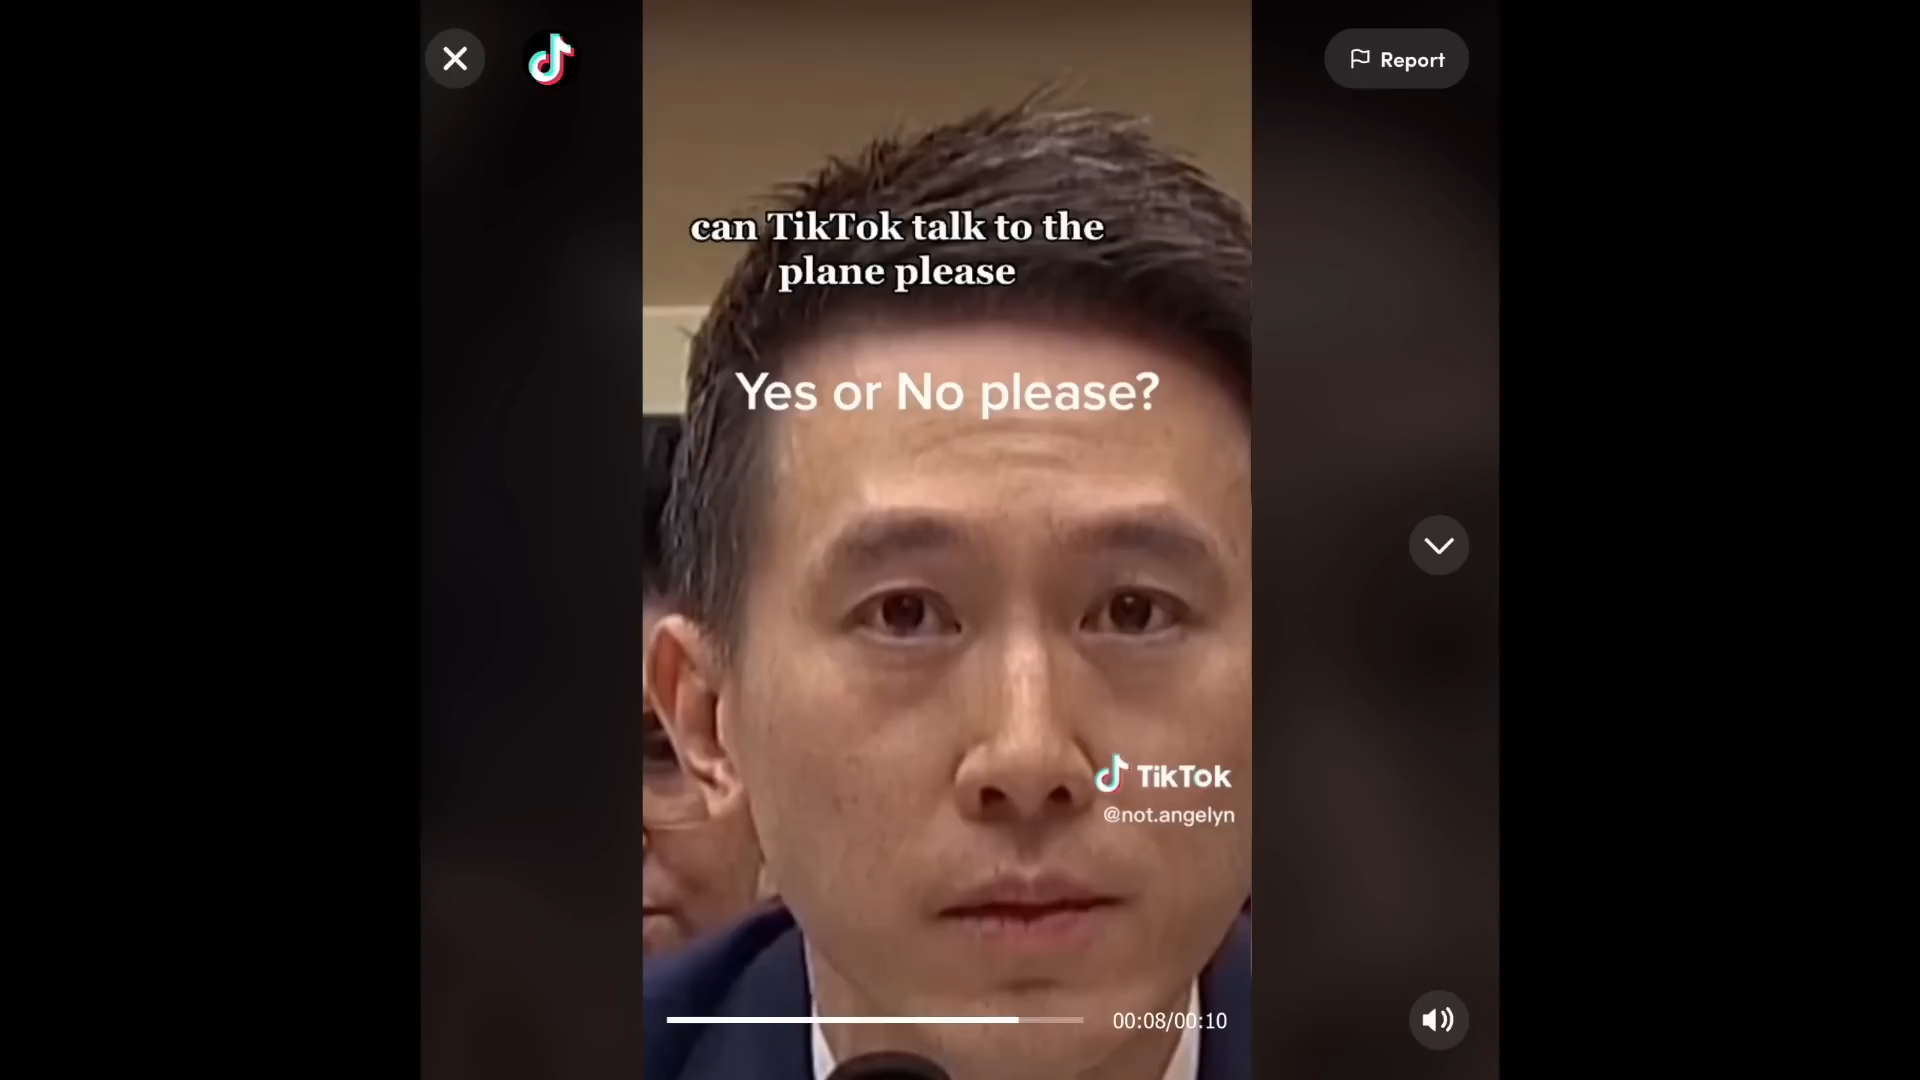 Report
can TikTok talk to the
plane please
Yes or No please?
TikTok
@not.angelyn
00:08/00:10